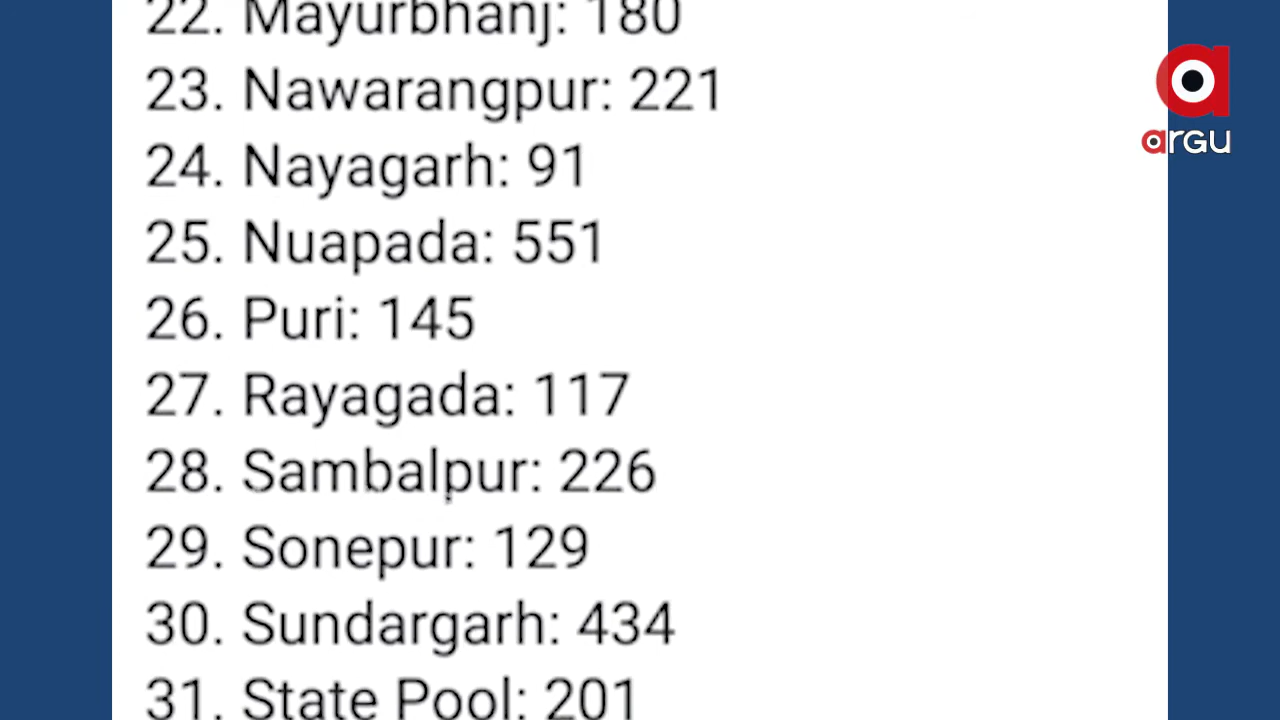 22. Mayurbhanj: 180
23. Nawarangpur: 221
24. Nayagarh: 91
25. Nuapada: 551
26. Puri: 145
27. Rayagada: 117
28. Sambalpur: 226
29. Sonepur: 129
30. Sundargarh: 434
31. State Pool: 201
argu